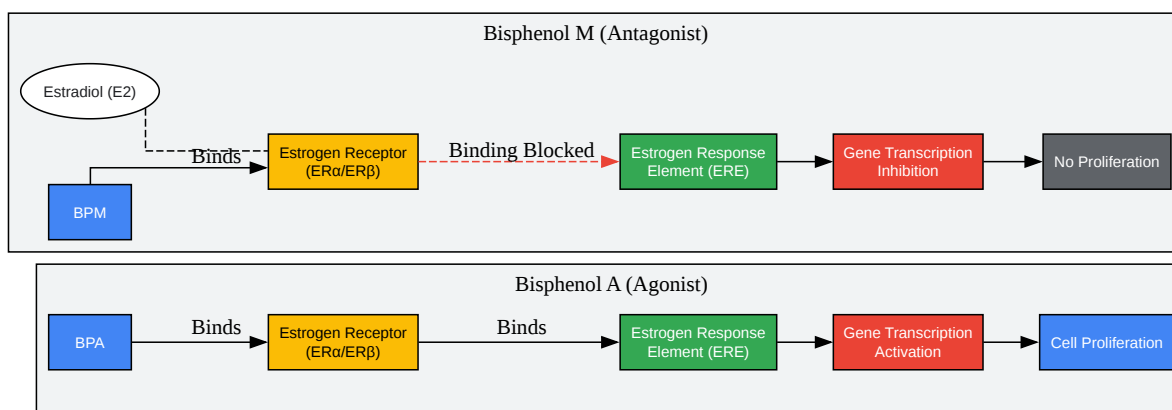 Bisphenol M (Antagonist)
Estradiol (E2)
BPM
Binds
Estrogen Receptor
(ERα/ERβ)
Binding Blocked
Estrogen Response
Element (ERE)
Gene Transcription
Inhibition
No Proliferation
Bisphenol A (Agonist)
BPA
Binds
Estrogen Receptor
(ERα/ERβ)
Binds
Estrogen Response
Element (ERE)
Gene Transcription
Activation
Cell Proliferation